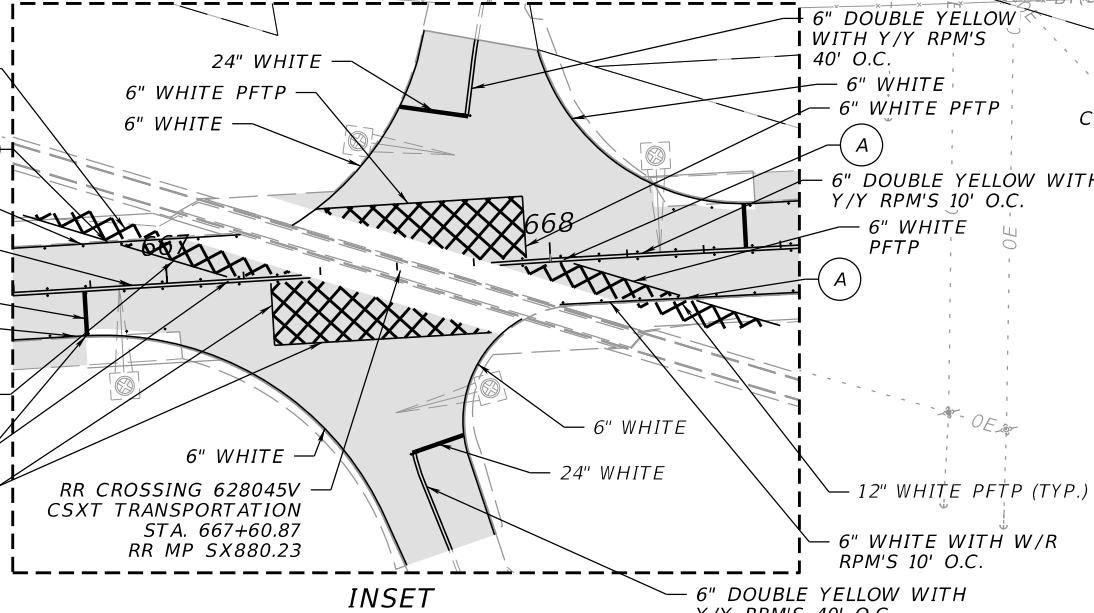 6" DOUBLE YELLOW
WITH Y/Y RPM'S
40' O.C.
24" WHITE
6" WHITE
6" WHITE PFTP
6" WHITE PFTP
6" WHITE
C
A
6" DOUBLE YELLOW WITH
Y/Y RPM'S 10' O.C.
668
667
6" WHITE
PFTP
OE
A
OE
6" WHITE
6" WHITE
24" WHITE
RR CROSSING 628045V
CSXT TRANSPORTATION
STA. 667+60.87
RR MP SX880.23
12" WHITE PFTP (TYP.)
6" WHITE WITH W/R
RPM'S 10' O.C.
INSET
6" DOUBLE YELLOW WITH
Y/Y RPM'S 40' O.C.